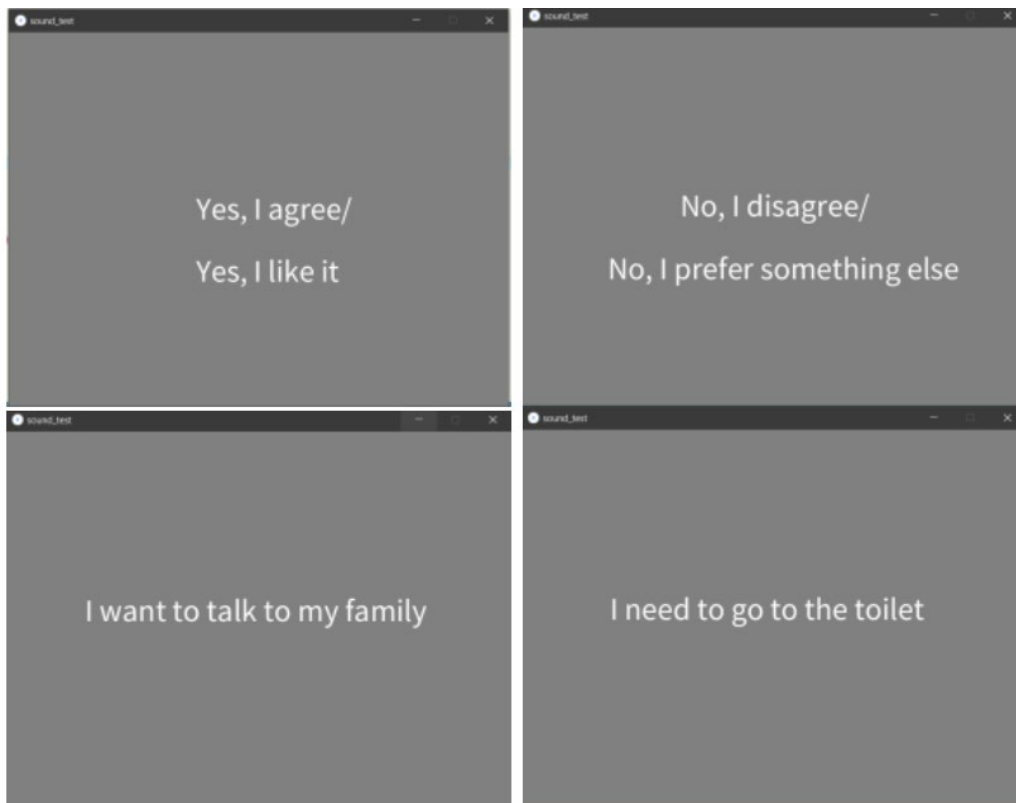 sound_test
Yes, I agree/
Yes, I like it
sound_test
No, I disagree/
No, I prefer something else
sound_test
I want to talk to my family
sound_test
I need to go to the toilet